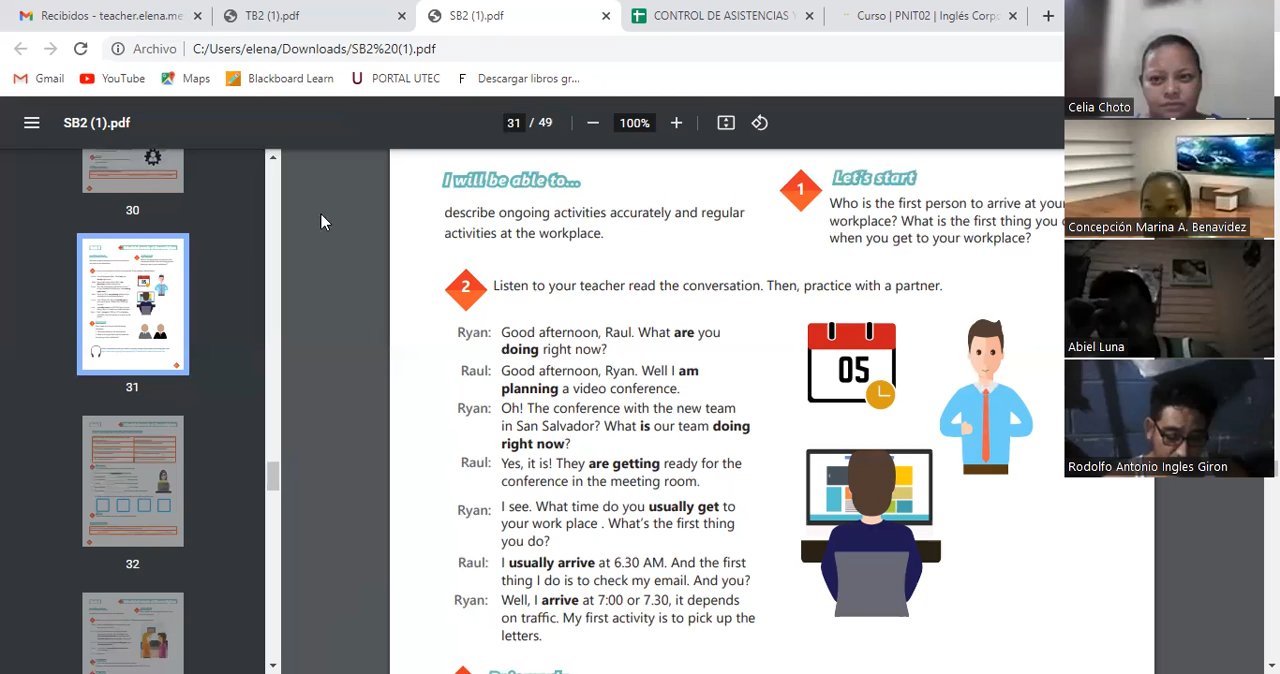 Recibidos - teacher.elena.me
TB2 (1).pdf
SB2 (1).pdf
CONTROL DE ASISTENCIAS Y
Curso | PNIT02 | Inglés Corpo
Archivo
C:/Users/elena/Downloads/SB2%20(1).pdf
Gmail
YouTube
Maps
Blackboard Learn
PORTAL UTEC
Descargar libros gr...
SB2 (1).pdf
31 / 49
100%
30
31
32
I will be able to...
describe ongoing activities accurately and regular
activities at the workplace.
1
Let's start
Who is the first person to arrive at your
workplace? What is the first thing you
when you get to your workplace?
2
Listen to your teacher read the conversation. Then, practice with a partner.
Ryan: Good afternoon, Raul. What are you
doing right now?
Raul: Good afternoon, Ryan. Well I am
planning a video conference.
Ryan: Oh! The conference with the new team
in San Salvador? What is our team doing
right now?
Raul: Yes, it is! They are getting ready for the
conference in the meeting room.
Ryan: I see. What time do you usually get to
your work place . What's the first thing
you do?
Raul: I usually arrive at 6.30 AM. And the first
thing I do is to check my email. And you?
Ryan: Well, I arrive at 7:00 or 7.30, it depends
on traffic. My first activity is to pick up the
letters.
05
Celia Choto
Concepción Marina A. Benavidez
Abiel Luna
Rodolfo Antonio Ingles Giron